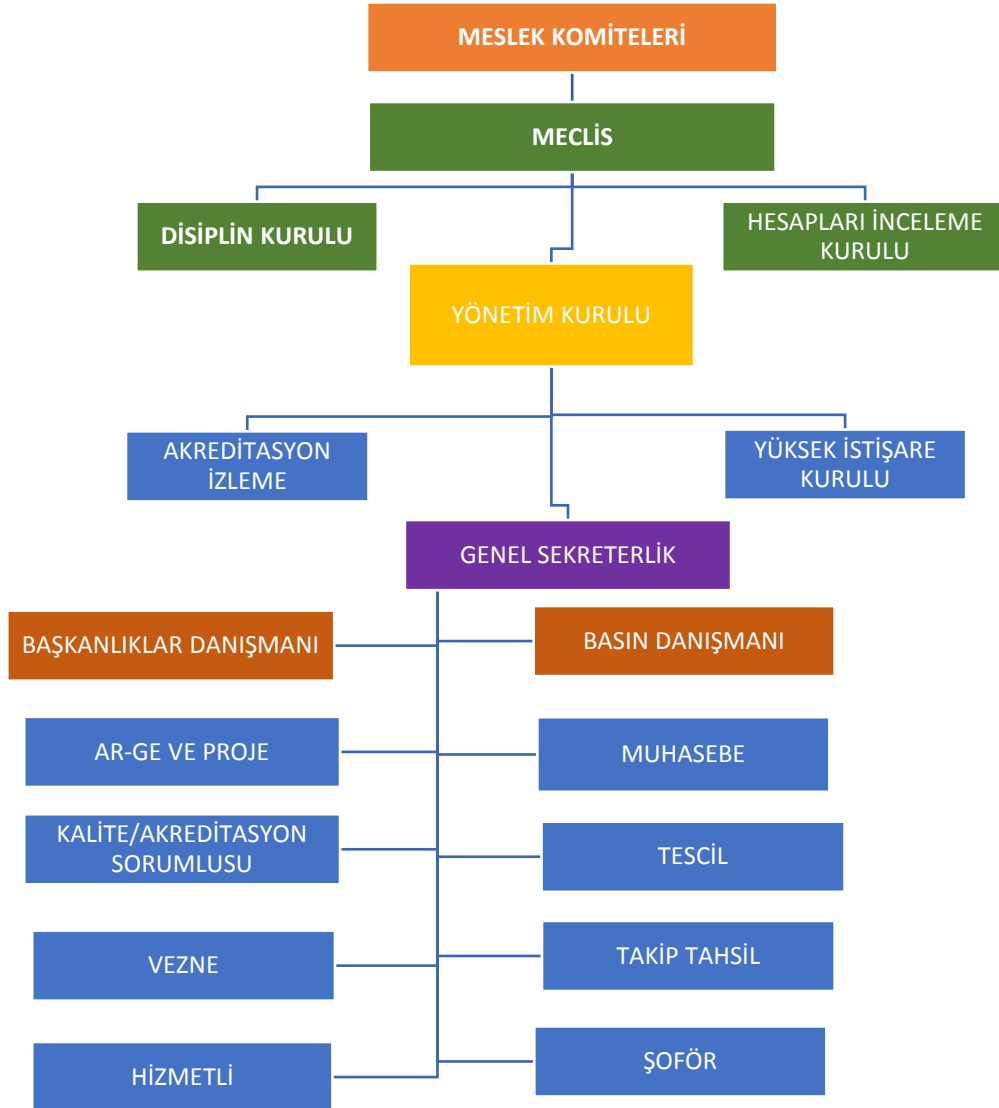 MESLEK KOMİTELERİ
MECLİS
DİSİPLİN KURULU
HESAPLARI İNCELEME
KURULU
YÖNETİM KURULU
AKREDİTASYON
İZLEME
YÜKSEK İSTİŞARE
KURULU
GENEL SEKRETERLİK
BAŞKANLIKLAR DANIŞMANI
BASIN DANIŞMANI
AR-GE VE PROJE
MUHASEBE
KALİTE/AKREDİTASYON
SORUMLUSU
TESCİL
VEZNE
TAKİP TAHSİL
HİZMETLİ
ŞOFÖR